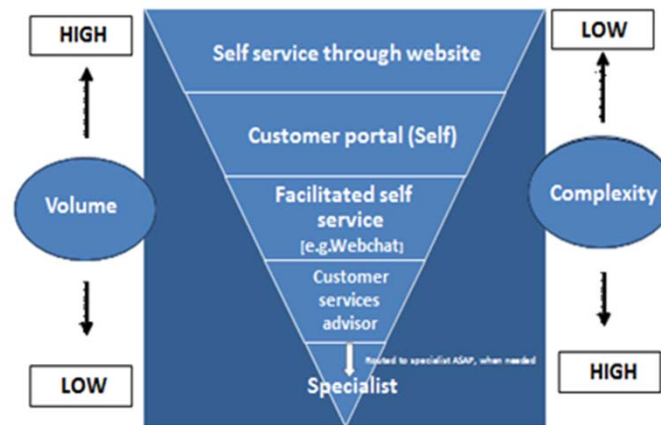 HIGH
LOW
Self service through website
Customer portal (Self)
Volume
Complexity
Facilitated self
service
[e.g.Webchat]
Customer
services
advisor
Routed to specialist ASAP, when needed
Specialist
LOW
HIGH